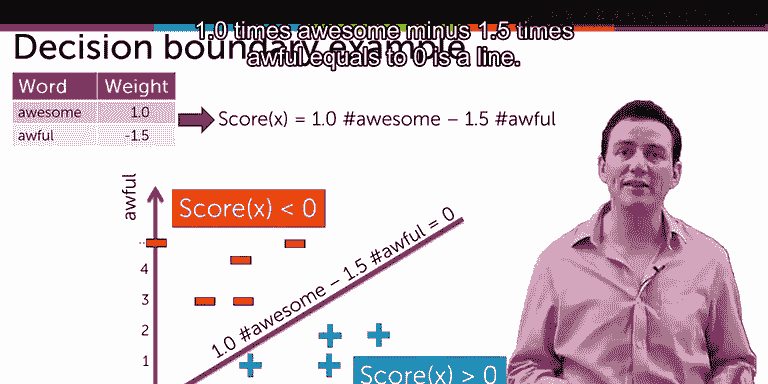 1.0 times awesome minus 1.5 times
awful equals to 0 is a line.
Decision boundary example
Word Weight
awesome 1.0
awful -1.5
Score(x) = 1.0 #awesome – 1.5 #awful
awful
Score(x) < 0
1.0 #awesome – 1.5 #awful = 0
4
3
2
1
Score(x) > 0